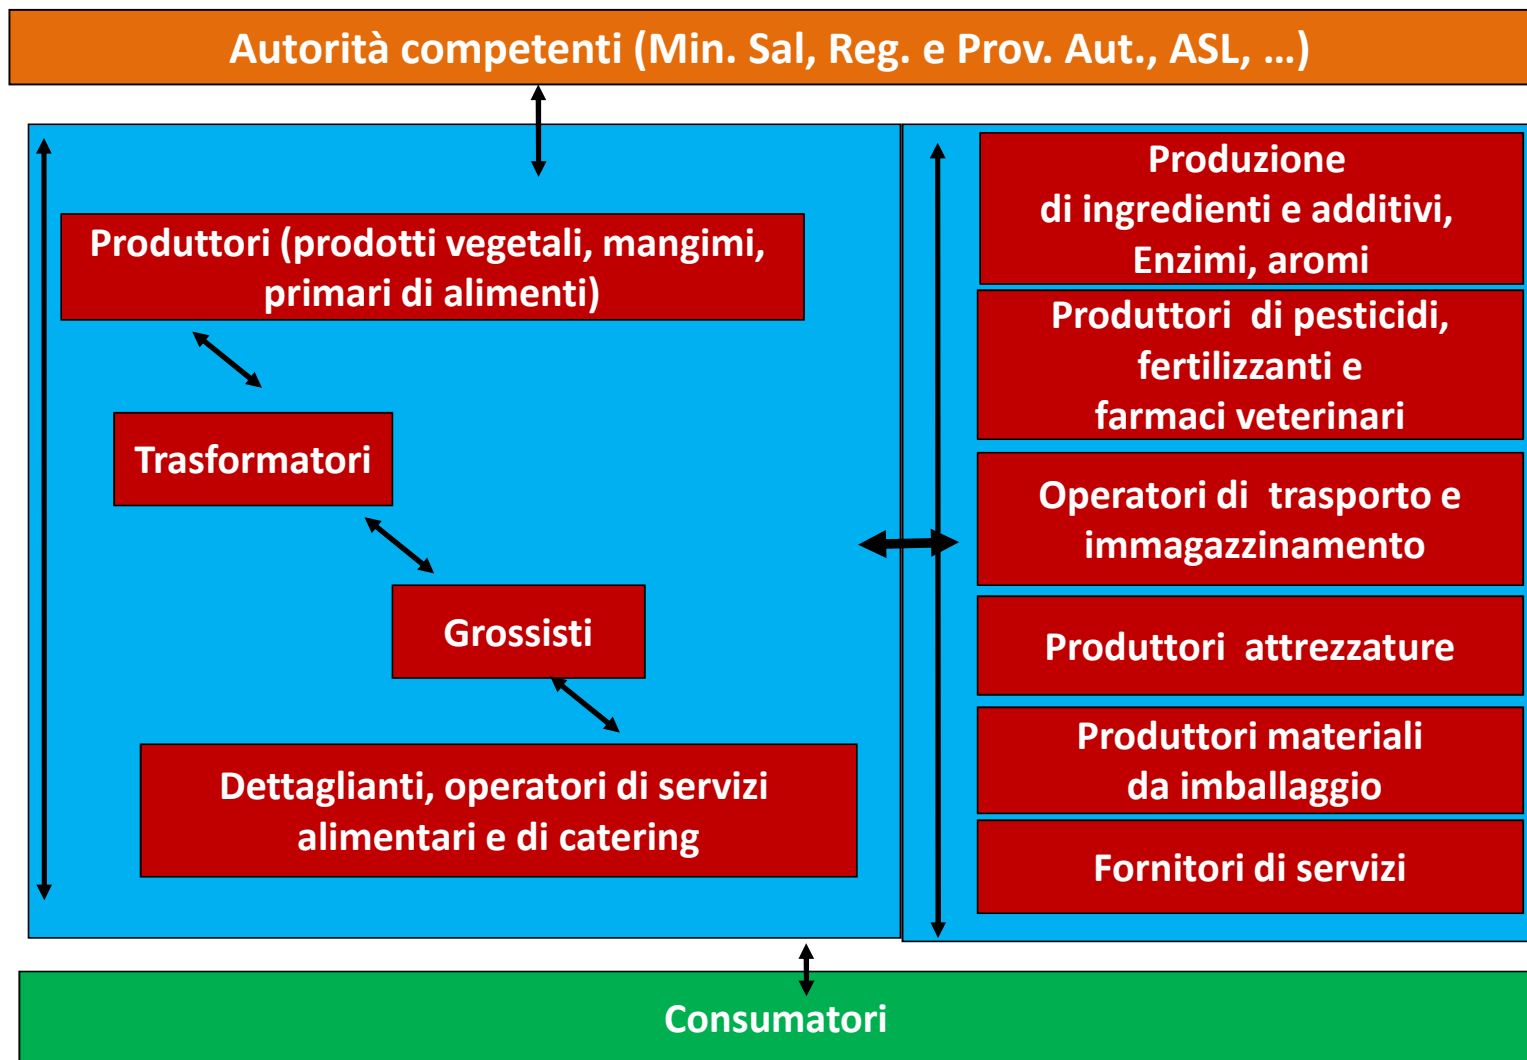 Autorità competenti (Min. Sal, Reg. e Prov. Aut., ASL, …)
Produttori (prodotti vegetali, mangimi,
primari di alimenti)
Trasformatori
Grossisti
Dettaglianti, operatori di servizi
alimentari e di catering
Produzione
di ingredienti e additivi,
Enzimi, aromi
Produttori di pesticidi,
fertilizzanti e
farmaci veterinari
Operatori di trasporto e
immagazzinamento
Produttori attrezzature
Produttori materiali
da imballaggio
Fornitori di servizi
Consumatori